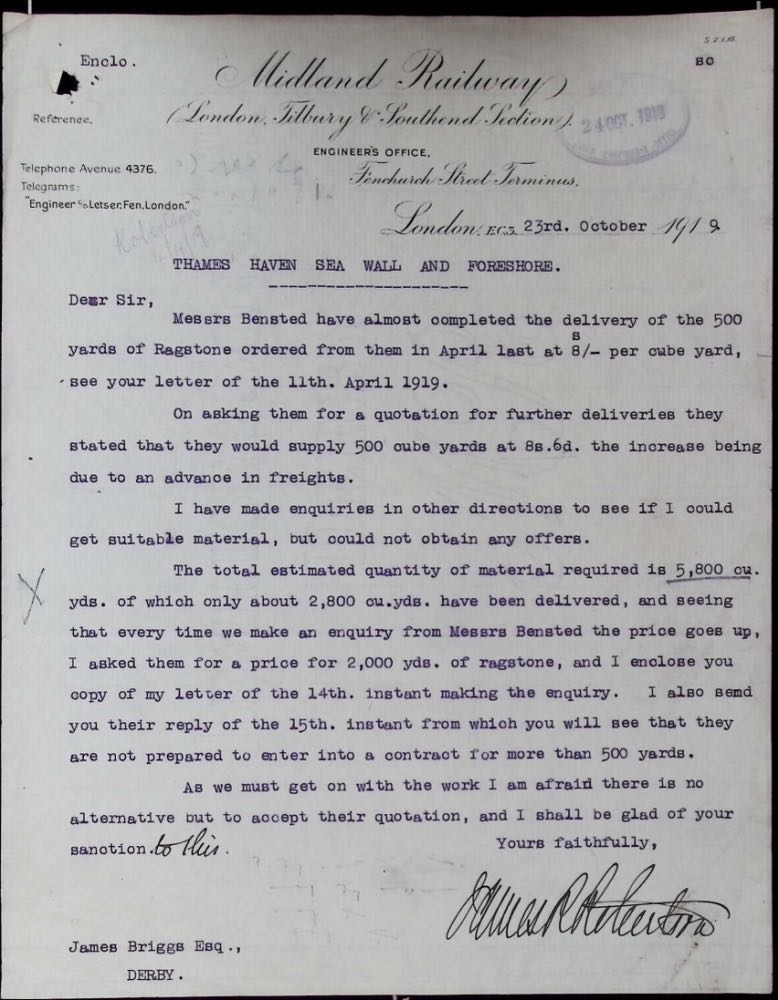 S 2 1.18.
Enclo.
80
Midland Railway
(London, Tilbury & Southend Section).
Reference.
24 OCT. 1919
ENGINEER'S OFFICE,
Telephone Avenue 4376.
Fenchurch Street Terminus,
Telegrams:
"Engineer c/o Letser, Fen, London."
London, E.C.3. 23rd. October 1919
THAMES HAVEN SEA WALL AND FORESHORE.
Dear Sir,
Messrs Bensted have almost completed the delivery of the 500
s
yards of Ragstone ordered from them in April last at 8/- per cube yard,
see your letter of the 11th. April 1919.
On asking them for a quotation for further deliveries they
stated that they would supply 500 cube yards at 8s.6d. the increase being
due to an advance in freights.
I have made enquiries in other directions to see if I could
get suitable material, but could not obtain any offers.
The total estimated quantity of material required is 5,800 cu.
yds. of which only about 2,800 cu.yds. have been delivered, and seeing
that every time we make an enquiry from Messrs Bensted the price goes up,
I asked them for a price for 2,000 yds. of ragstone, and I enclose you
copy of my letter of the 14th. instant making the enquiry. I also send
you their reply of the 15th. instant from which you will see that they
are not prepared to enter into a contract for more than 500 yards.
As we must get on with the work I am afraid there is no
alternative but to accept their quotation, and I shall be glad of your
sanction to this.
Yours faithfully,
James R Robertson
James Briggs Esq.,
DERBY.